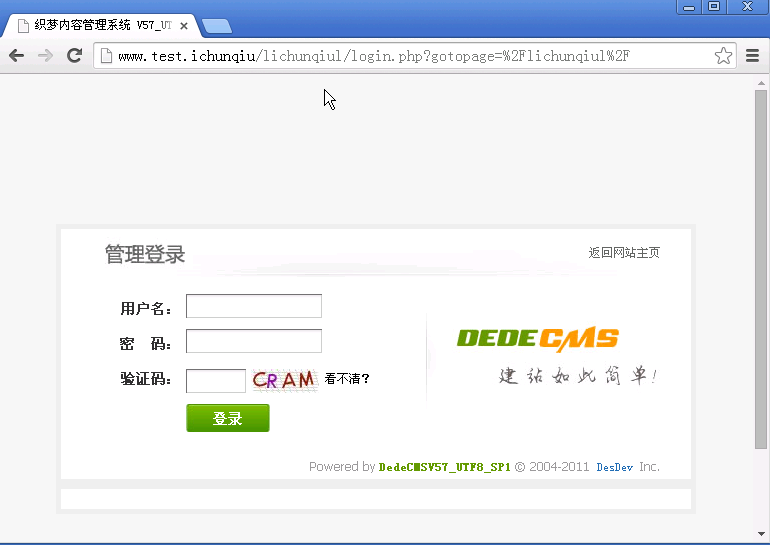 织梦内容管理系统 V57_UT
www.test.ichunqiu/lichunqiul/login.php?gotopage=%2Flichunqiul%2F
管理登录
返回网站主页
用户名：
密 码：
验证码： CRAM 看不清？
登录
DEDECMS
建站如此简单!
Powered by DedeCMSV57_UTF8_SP1 © 2004-2011 DesDev Inc.